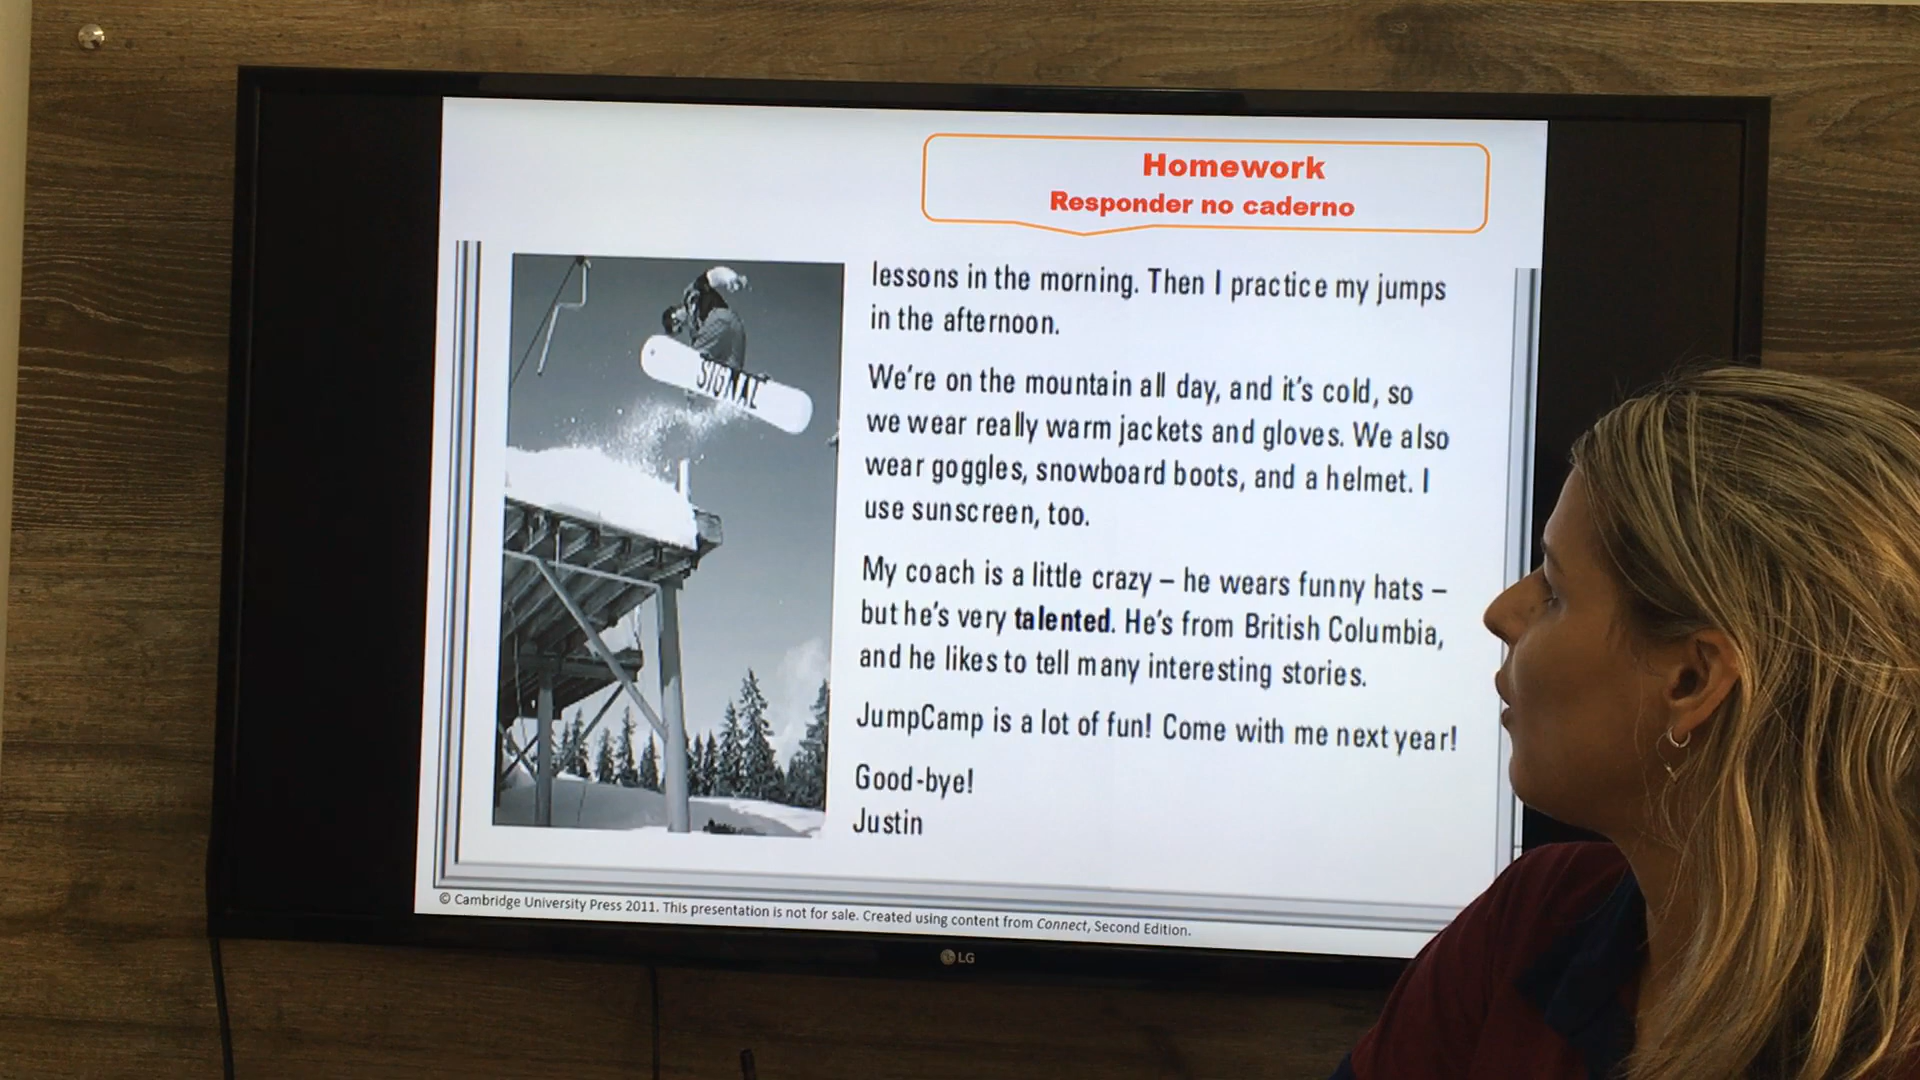 Homework
Responder no caderno
SIGNAL
lessons in the morning. Then I practice my jumps
in the afternoon.
We're on the mountain all day, and it's cold, so
we wear really warm jackets and gloves. We also
wear goggles, snowboard boots, and a helmet. I
use sunscreen, too.
My coach is a little crazy – he wears funny hats –
but he's very talented. He's from British Columbia,
and he likes to tell many interesting stories.
JumpCamp is a lot of fun! Come with me next year!
Good-bye!
Justin
© Cambridge University Press 2011. This presentation is not for sale. Created using content from Connect, Second Edition.
LG